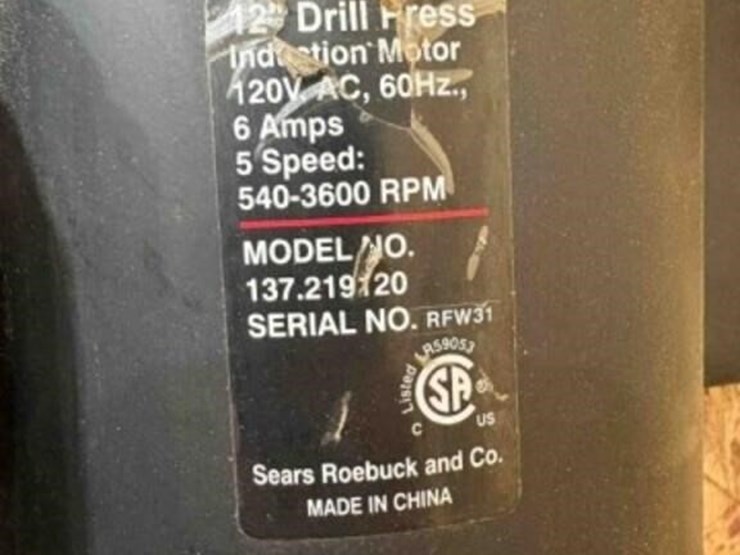 12" Drill Press
Induction Motor
120V AC, 60Hz.,
6 Amps
5 Speed:
540-3600 RPM
MODEL NO.
137.219120
SERIAL NO. RFW31
LR59053
Listed
SA ®
C US
Sears Roebuck and Co.
MADE IN CHINA